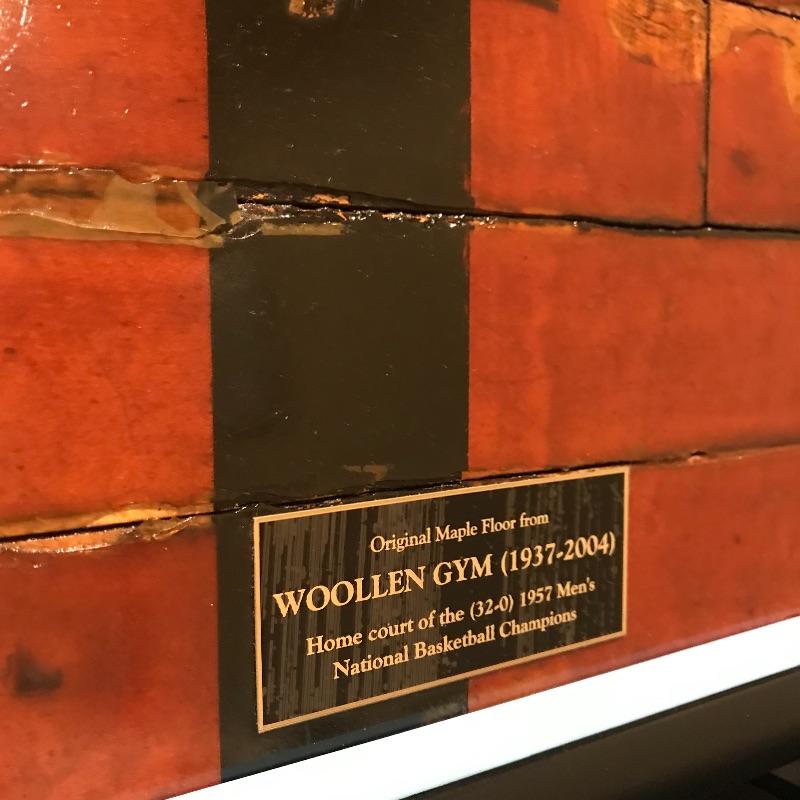 Original Maple Floor from
WOOLLEN GYM (1937-2004)
Home court of the (32-0) 1957 Men's
National Basketball Champions